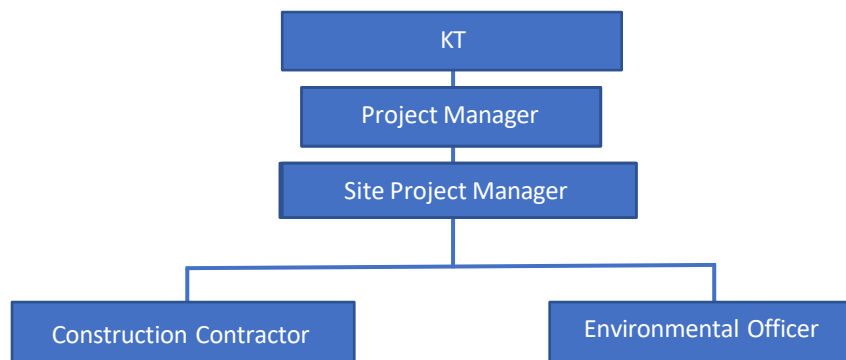 KT
Project Manager
Site Project Manager
Construction Contractor
Environmental Officer